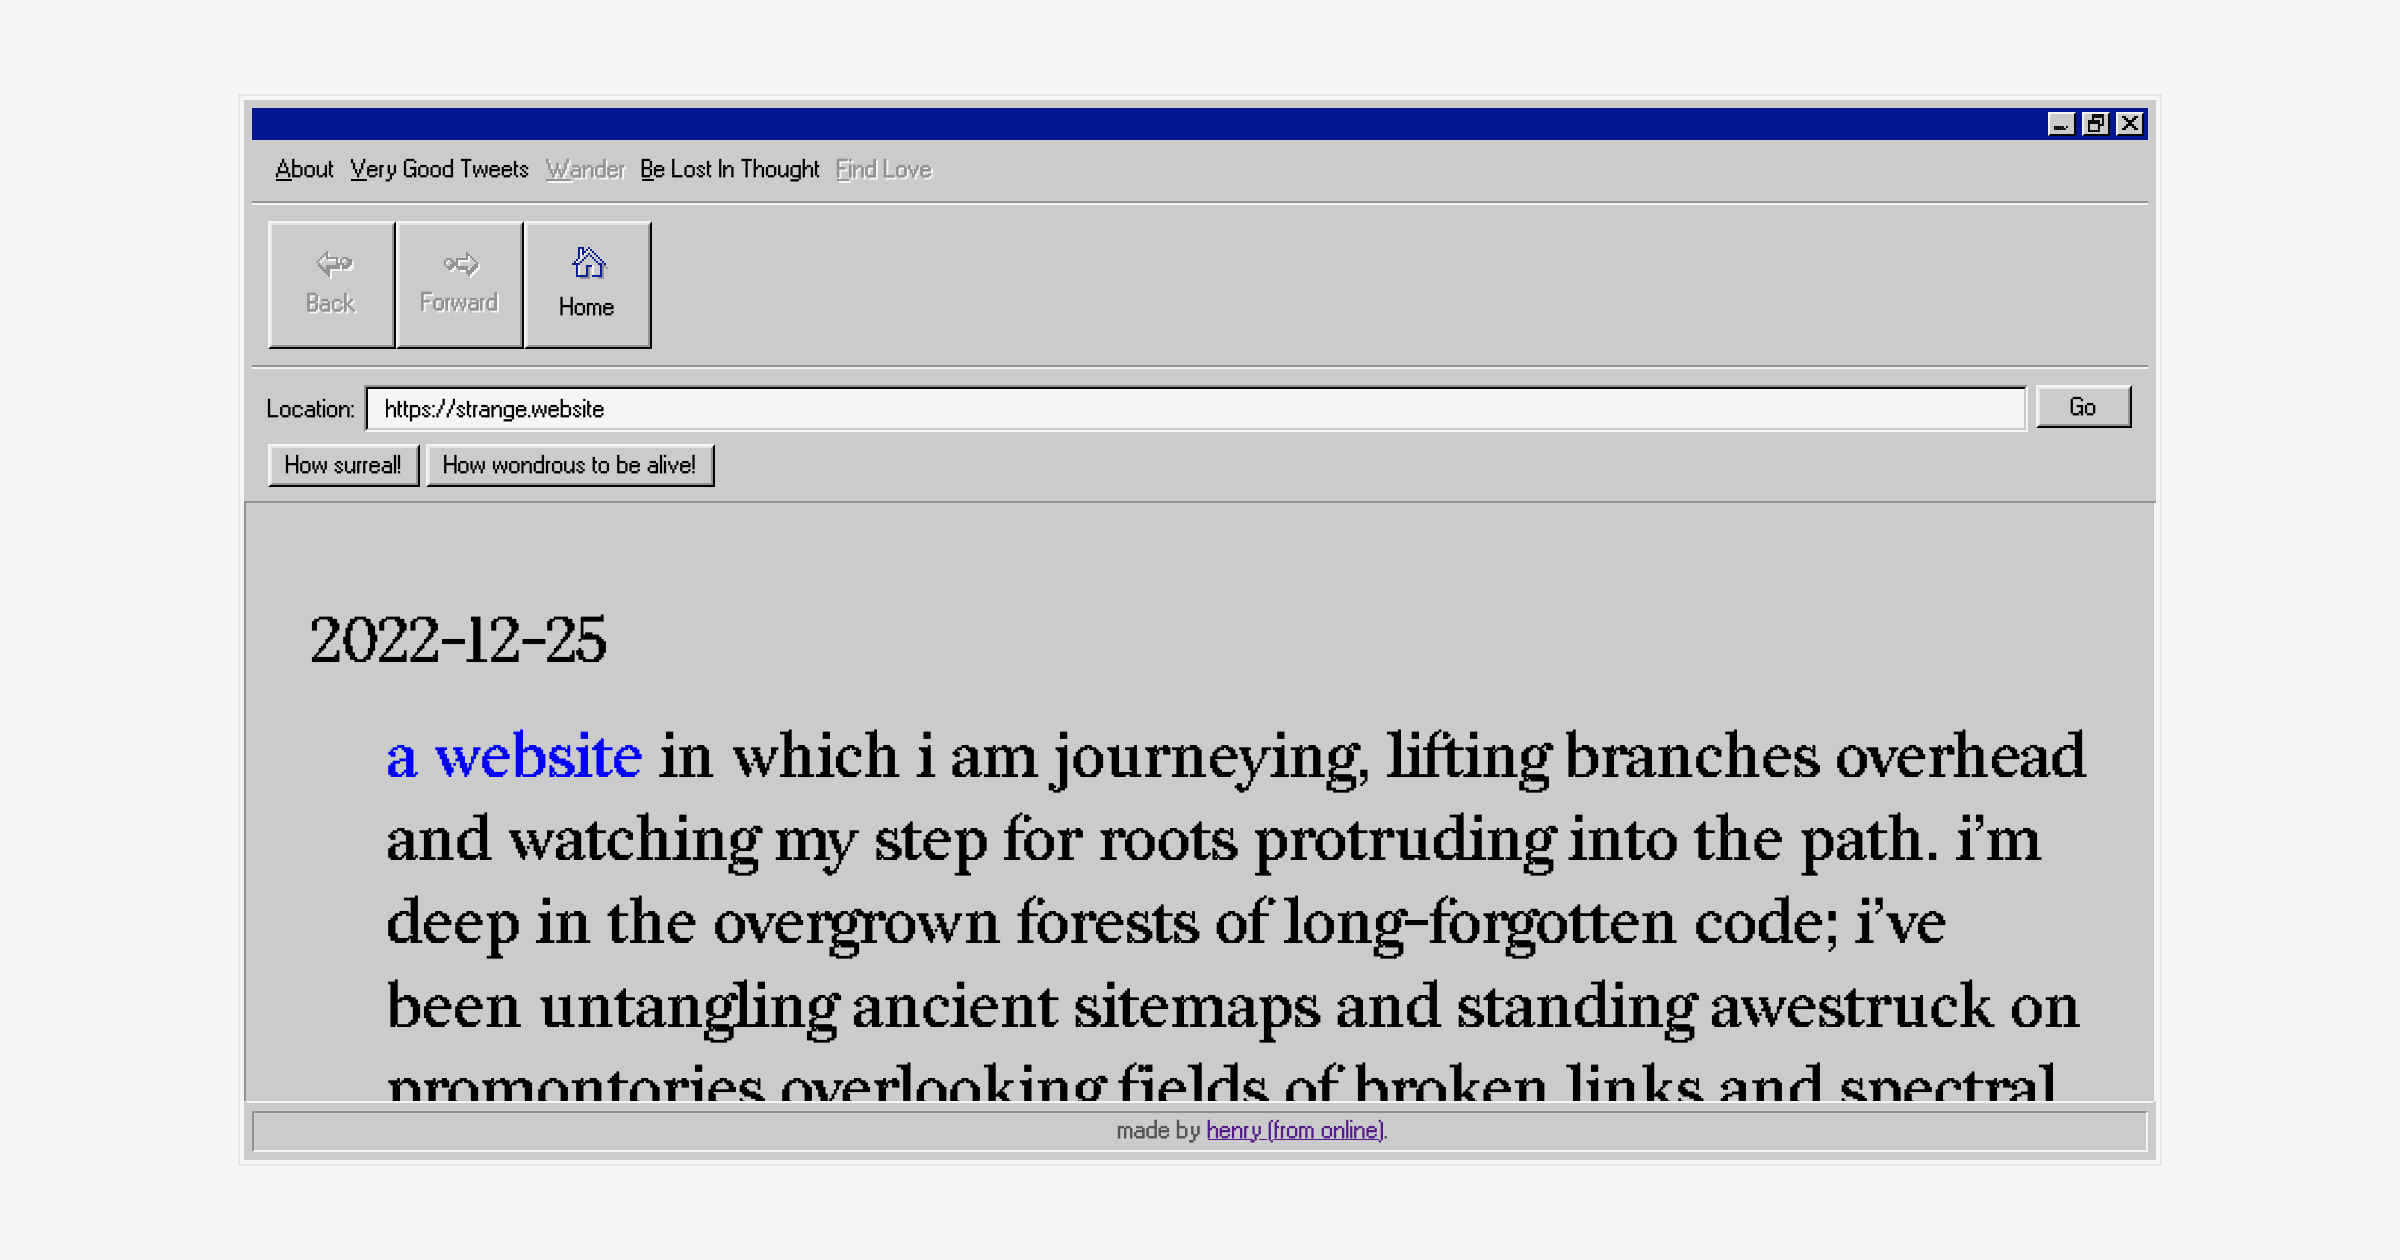 About Very Good Tweets Wander Be Lost In Thought Find Love
Back Forward Home
Location: https://strange.website Go
How surreal! How wondrous to be alive!
2022-12-25
a website in which i am journeying, lifting branches overhead
and watching my step for roots protruding into the path. i’m
deep in the overgrown forests of long-forgotten code; i’ve
been untangling ancient sitemaps and standing awestruck on
promontories overlooking fields of broken links and spectral
made by henry (from online).